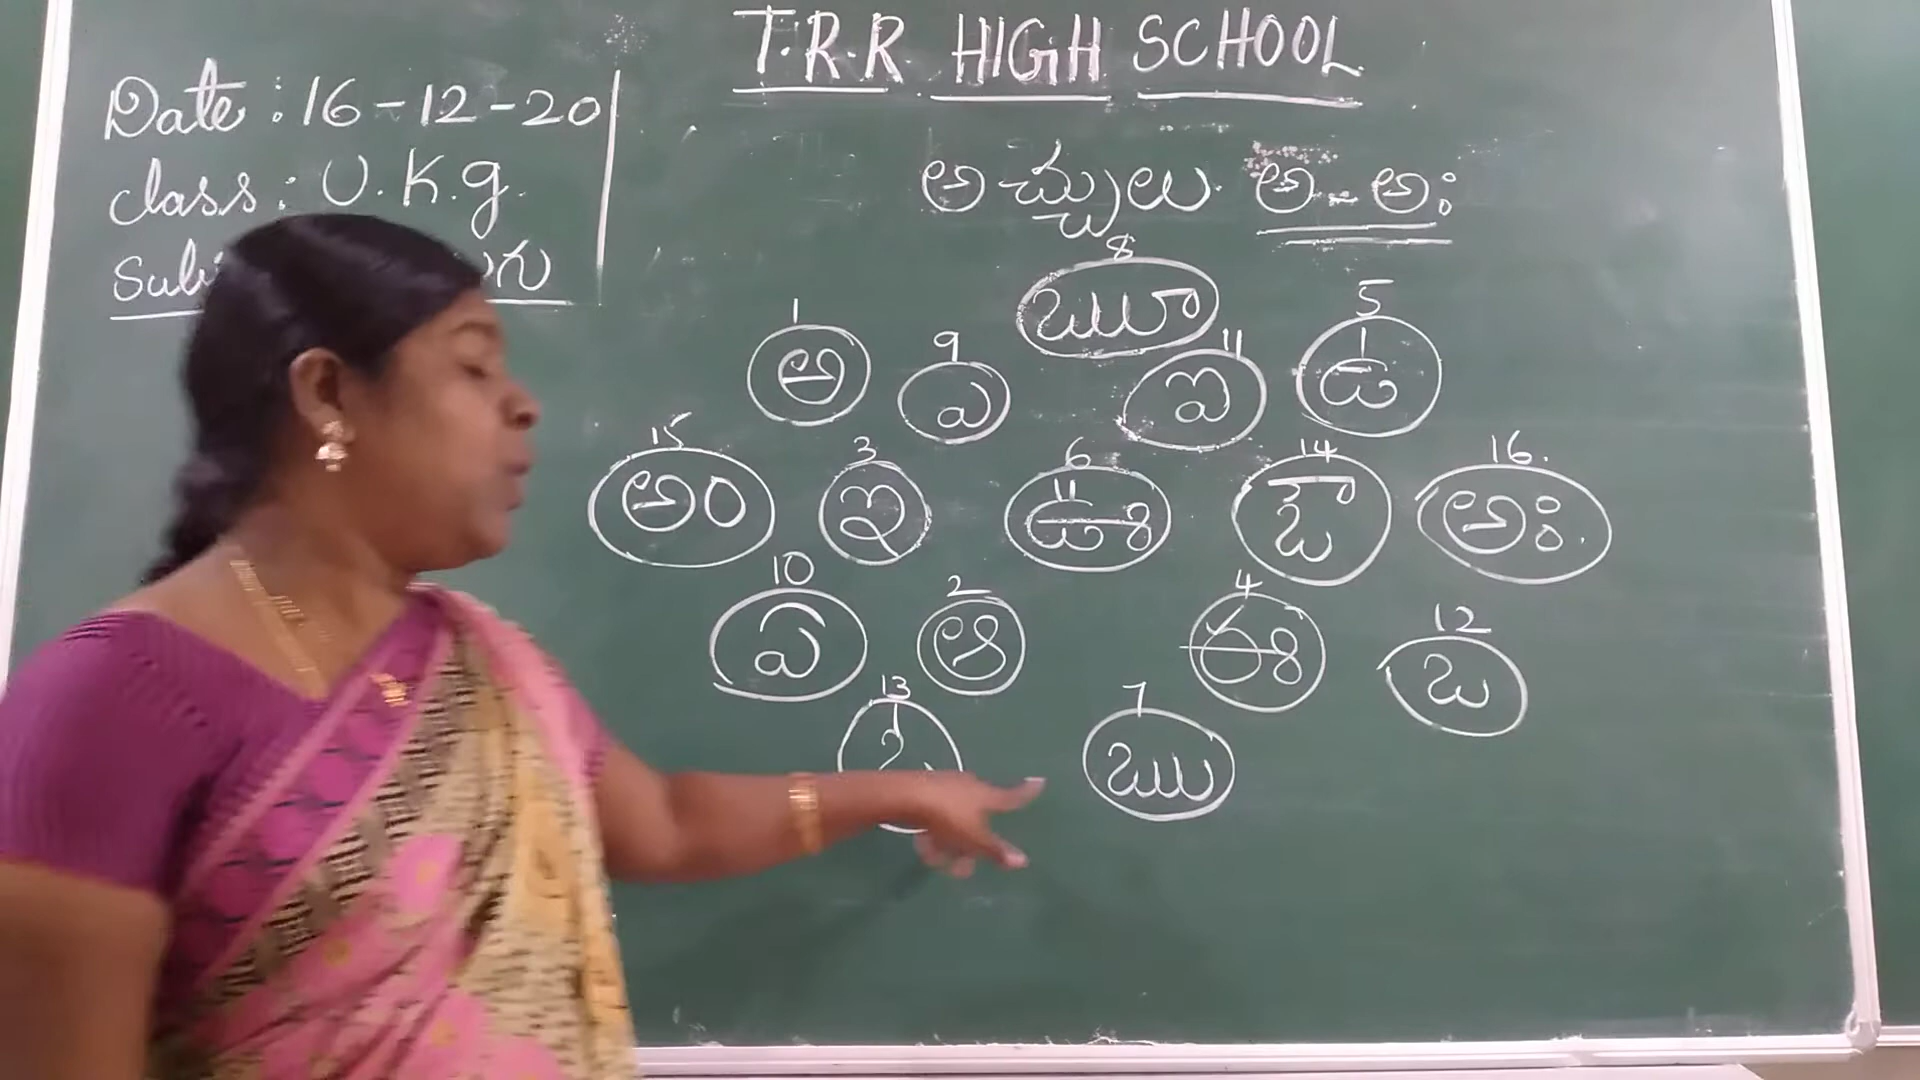 T.R.R HIGH SCHOOL
Date : 16-12-20
class : U.K.g.
అచ్చులు అ - అః
8
ౠ
1
అ
9
ఎ
11
ఐ
5
ఉ
15
అం
3
ఇ
6
ఊ
14
ఔ
16.
అః
10
ఏ
2
ఆ
4
ఈ
12
ఒ
13
7
ఋ